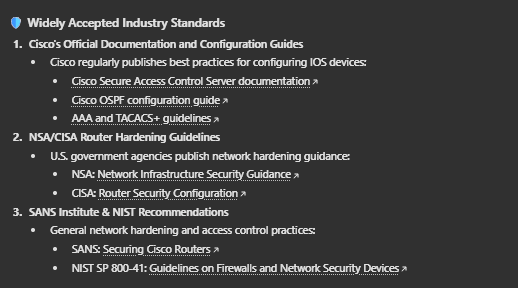 Widely Accepted Industry Standards
1. Cisco's Official Documentation and Configuration Guides
• Cisco regularly publishes best practices for configuring IOS devices:
• Cisco Secure Access Control Server documentation ↗
• Cisco OSPF configuration guide ↗
• AAA and TACACS+ guidelines ↗
2. NSA/CISA Router Hardening Guidelines
• U.S. government agencies publish network hardening guidance:
• NSA: Network Infrastructure Security Guidance ↗
• CISA: Router Security Configuration ↗
3. SANS Institute & NIST Recommendations
• General network hardening and access control practices:
• SANS: Securing Cisco Routers ↗
• NIST SP 800-41: Guidelines on Firewalls and Network Security Devices ↗